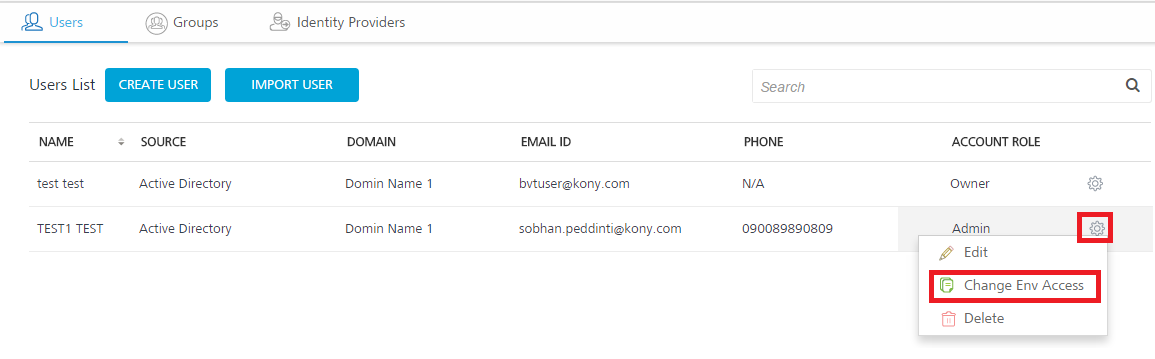 Users Groups Identity Providers
Users List CREATE USER IMPORT USER Search
NAME SOURCE DOMAIN EMAIL ID PHONE ACCOUNT ROLE
test test Active Directory Domin Name 1 bvtuser@kony.com N/A Owner
TEST1 TEST Active Directory Domin Name 1 sobhan.peddinti@kony.com 090089890809 Admin
Edit
Change Env Access
Delete